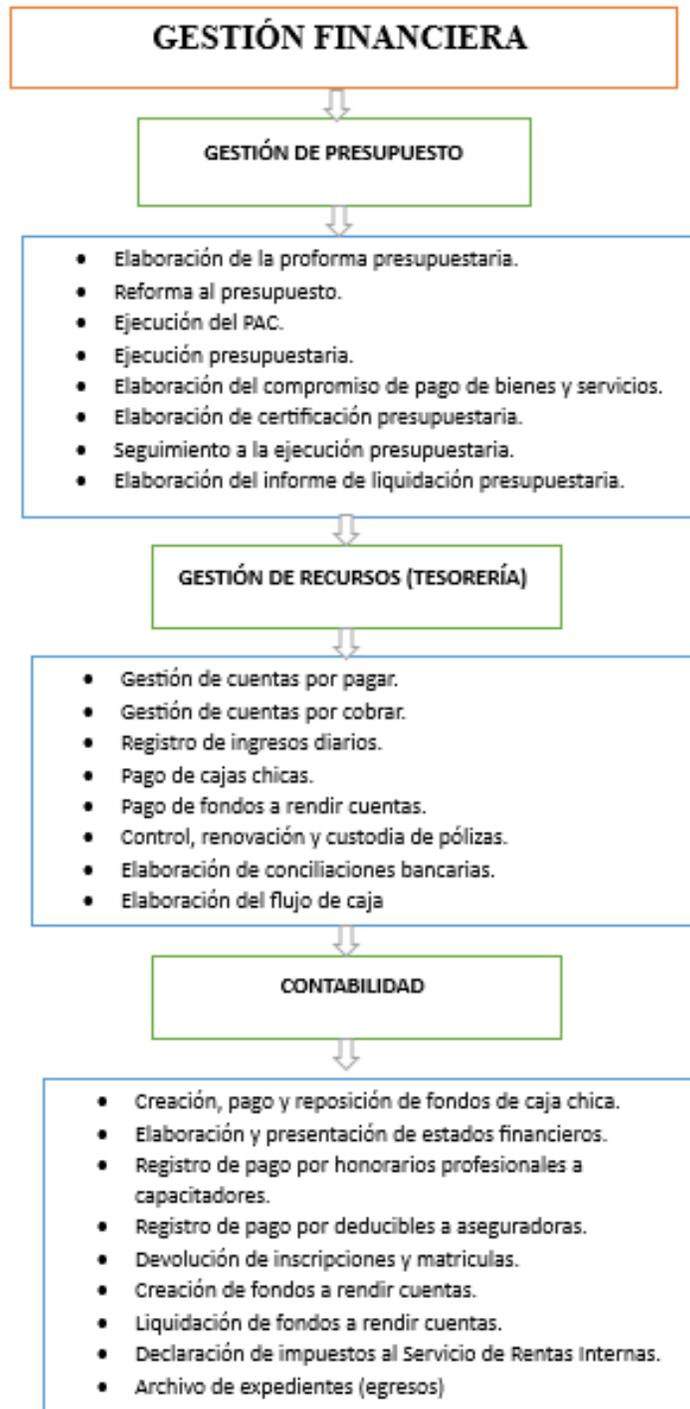 GESTIÓN FINANCIERA
GESTIÓN DE PRESUPUESTO
• Elaboración de la proforma presupuestaria.
• Reforma al presupuesto.
• Ejecución del PAC.
• Ejecución presupuestaria.
• Elaboración del compromiso de pago de bienes y servicios.
• Elaboración de certificación presupuestaria.
• Seguimiento a la ejecución presupuestaria.
• Elaboración del informe de liquidación presupuestaria.
GESTIÓN DE RECURSOS (TESORERÍA)
• Gestión de cuentas por pagar.
• Gestión de cuentas por cobrar.
• Registro de ingresos diarios.
• Pago de cajas chicas.
• Pago de fondos a rendir cuentas.
• Control, renovación y custodia de pólizas.
• Elaboración de conciliaciones bancarias.
• Elaboración del flujo de caja
CONTABILIDAD
• Creación, pago y reposición de fondos de caja chica.
• Elaboración y presentación de estados financieros.
• Registro de pago por honorarios profesionales a
capacitadores.
• Registro de pago por deducibles a aseguradoras.
• Devolución de inscripciones y matriculas.
• Creación de fondos a rendir cuentas.
• Liquidación de fondos a rendir cuentas.
• Declaración de impuestos al Servicio de Rentas Internas.
• Archivo de expedientes (egresos)